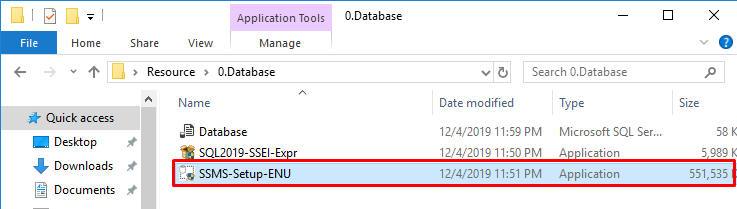 Application Tools 0.Database
File Home Share View Manage
Resource 0.Database Search 0.Database
Quick access
Desktop
Downloads
Documents
Name Date modified Type Size
Database 12/4/2019 11:59 PM Microsoft SQL Ser... 58 K
SQL2019-SSEI-Expr 12/4/2019 11:50 PM Application 5,989 K
SSMS-Setup-ENU 12/4/2019 11:51 PM Application 551,535 K